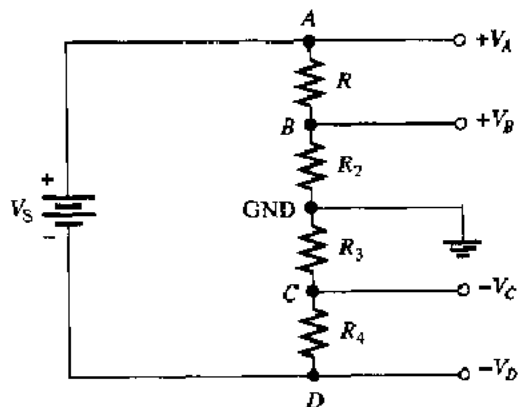 A
+V_A
R
B
+V_B
R_2
+
V_S
−
GND
R_3
C
−V_C
R_4
−V_D
D